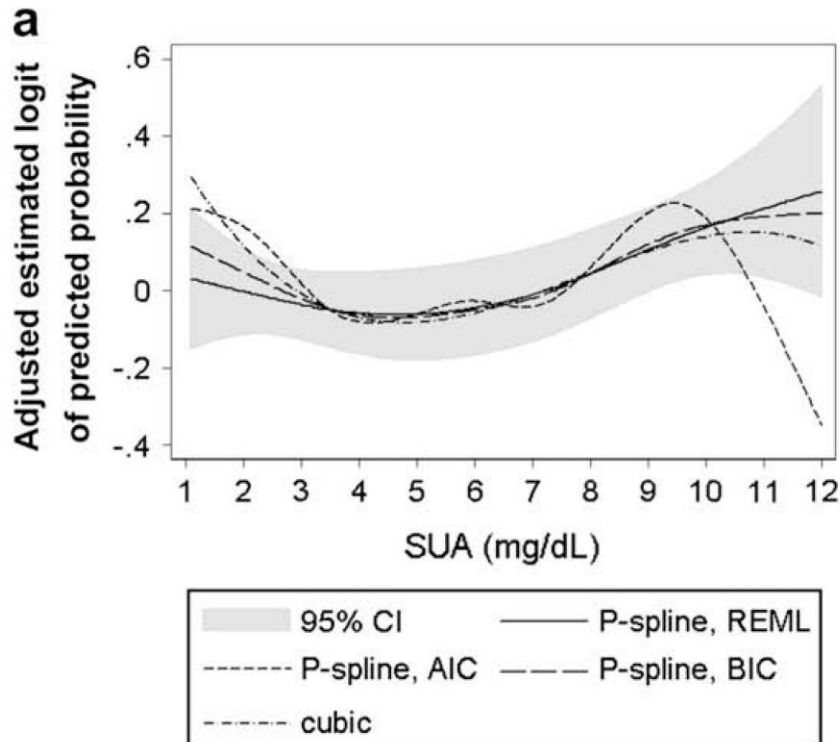 a
Adjusted estimated logit
of predicted probability
.6
.4
.2
0
-.2
-.4
1 2 3 4 5 6 7 8 9 10 11 12
SUA (mg/dL)
95% CI P-spline, REML
P-spline, AIC P-spline, BIC
cubic